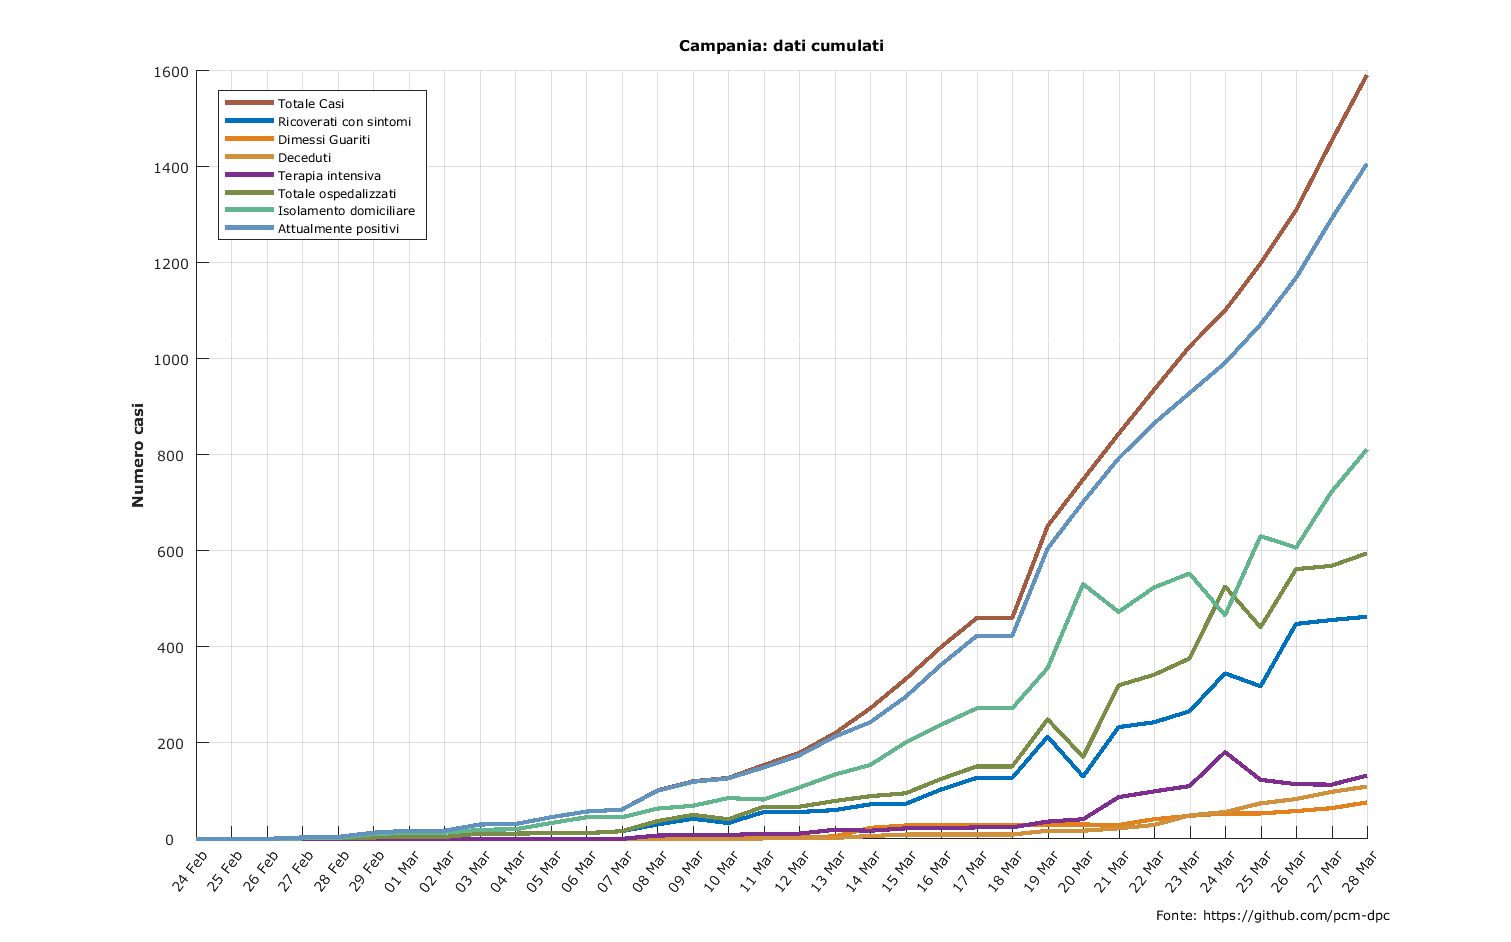 Campania: dati cumulati
1600
1400
1200
1000
800
600
400
200
0
Numero casi
Totale Casi
Ricoverati con sintomi
Dimessi Guariti
Deceduti
Terapia intensiva
Totale ospedalizzati
Isolamento domiciliare
Attualmente positivi
24 Feb
25 Feb
26 Feb
27 Feb
28 Feb
29 Feb
01 Mar
02 Mar
03 Mar
04 Mar
05 Mar
06 Mar
07 Mar
08 Mar
09 Mar
10 Mar
11 Mar
12 Mar
13 Mar
14 Mar
15 Mar
16 Mar
17 Mar
18 Mar
19 Mar
20 Mar
21 Mar
22 Mar
23 Mar
24 Mar
25 Mar
26 Mar
27 Mar
28 Mar
Fonte: https://github.com/pcm-dpc